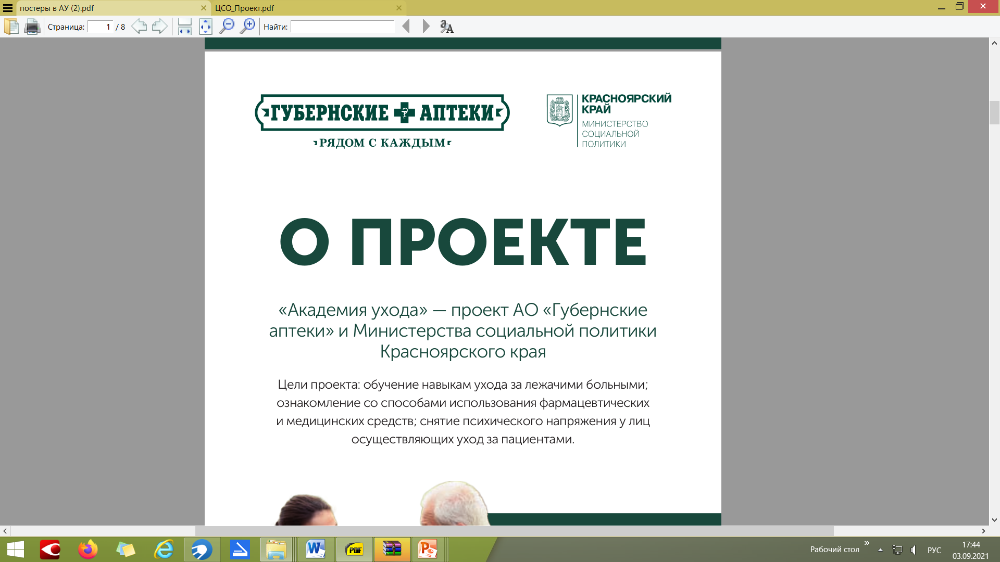 постеры в АУ (2).pdf
ЦСО_Проект.pdf
Страница: 1 / 8
Найти:
ГУБЕРНСКИЕ АПТЕКИ
РЯДОМ С КАЖДЫМ
КРАСНОЯРСКИЙ
КРАЙ
МИНИСТЕРСТВО
СОЦИАЛЬНОЙ
ПОЛИТИКИ
О ПРОЕКТЕ
«Академия ухода» — проект АО «Губернские
аптеки» и Министерства социальной политики
Красноярского края
Цели проекта: обучение навыкам ухода за лежачими больными;
ознакомление со способами использования фармацевтических
и медицинских средств; снятие психического напряжения у лиц
осуществляющих уход за пациентами.
PDF
Рабочий стол
РУС
17:44
03.09.2021